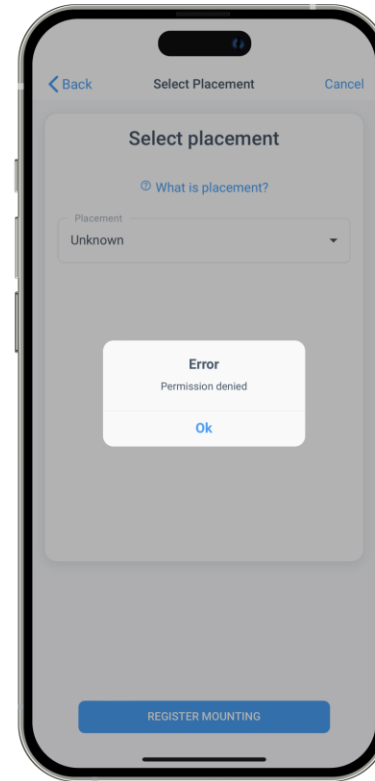 Back Select Placement Cancel
Select placement
What is placement?
Placement
Unknown
Error
Permission denied
Ok
REGISTER MOUNTING